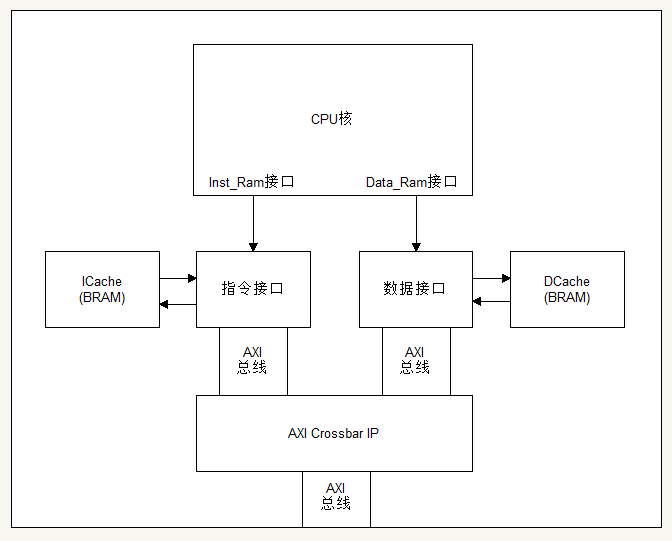 CPU核
Inst_Ram接口
Data_Ram接口
ICache
(BRAM)
指令接口
数据接口
DCache
(BRAM)
AXI
总线
AXI
总线
AXI Crossbar IP
AXI
总线